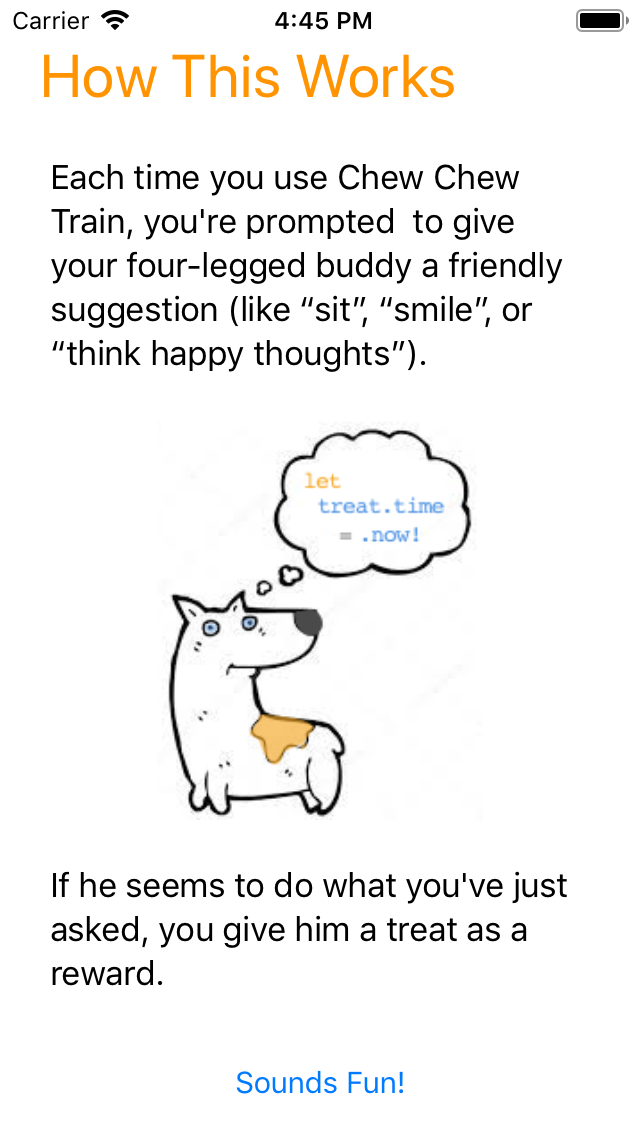 Carrier 4:45 PM
How This Works
Each time you use Chew Chew
Train, you're prompted  to give
your four-legged buddy a friendly
suggestion (like “sit”, “smile”, or
“think happy thoughts”).
let
treat.time
= .now!
If he seems to do what you've just
asked, you give him a treat as a
reward.
Sounds Fun!